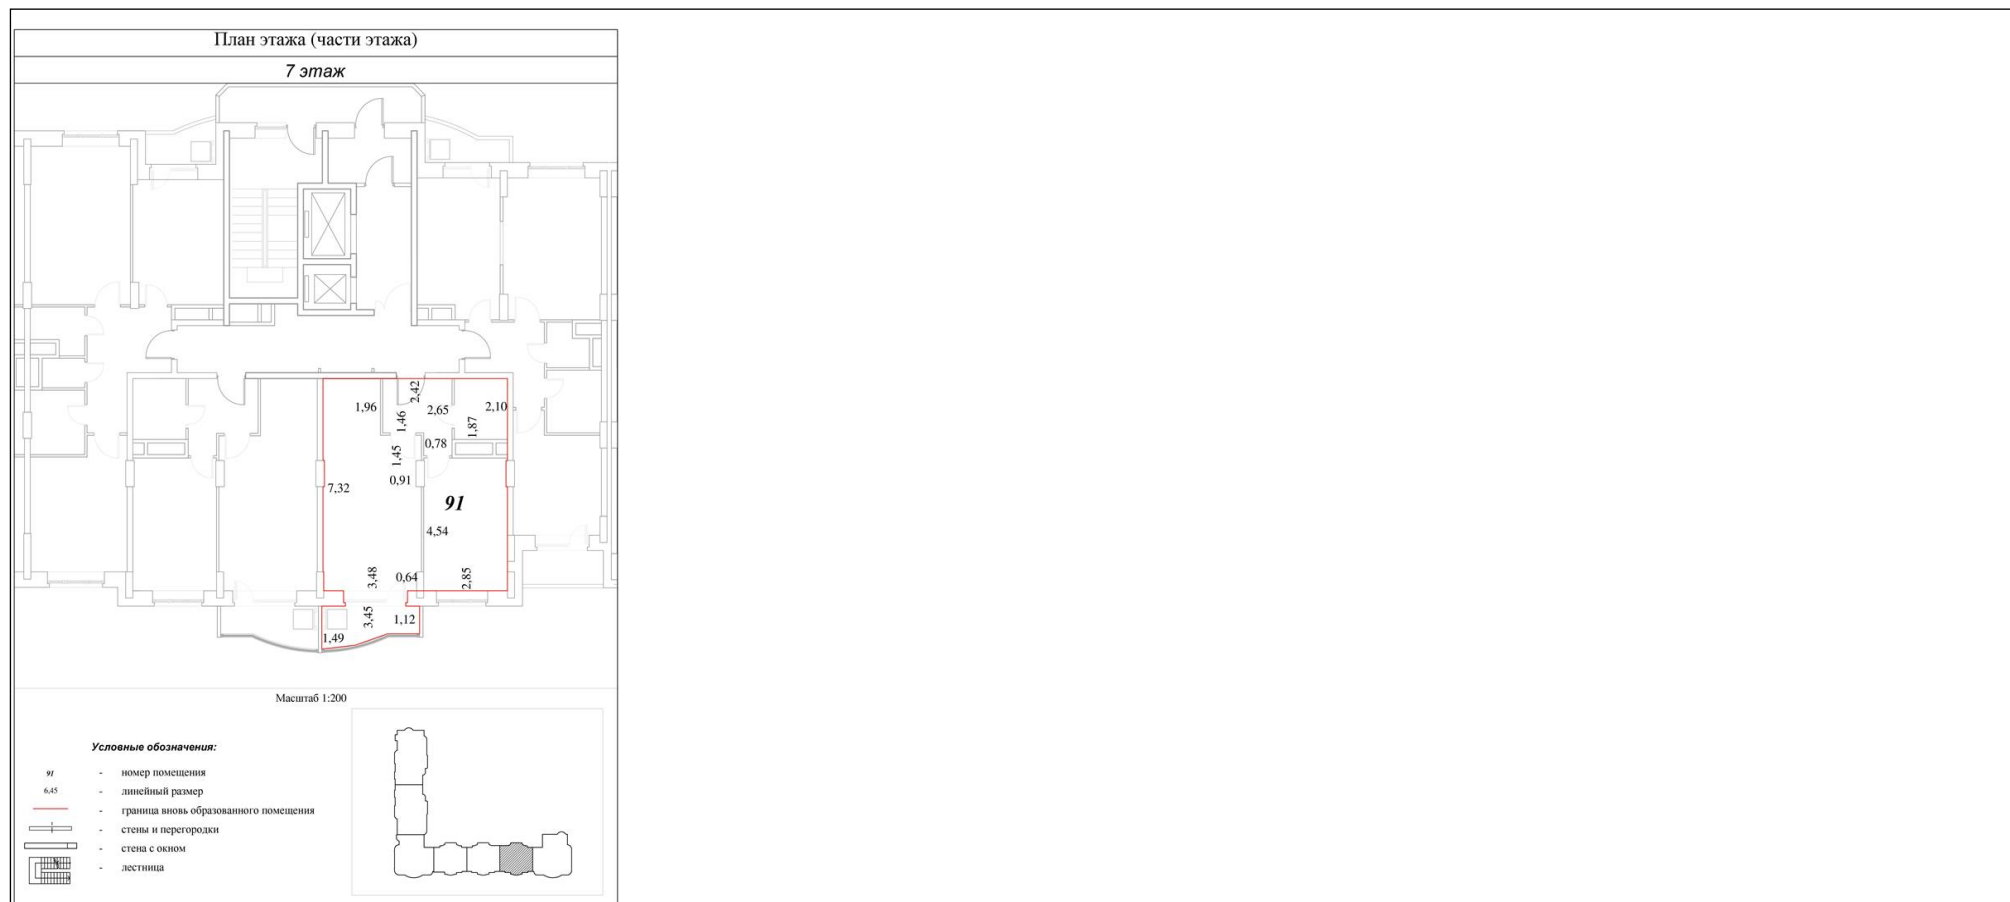 План этажа (части этажа)
7 этаж
2,42
1,96
2,65
2,10
1,46
1,87
0,78
1,45
0,91
7,32
91
4,54
3,48
0,64
2,85
3,45
1,12
1,49
Масштаб 1:200
Условные обозначения:
91 - номер помещения
6,45 - линейный размер
- граница вновь образованного помещения
- стены и перегородки
- стена с окном
- лестница